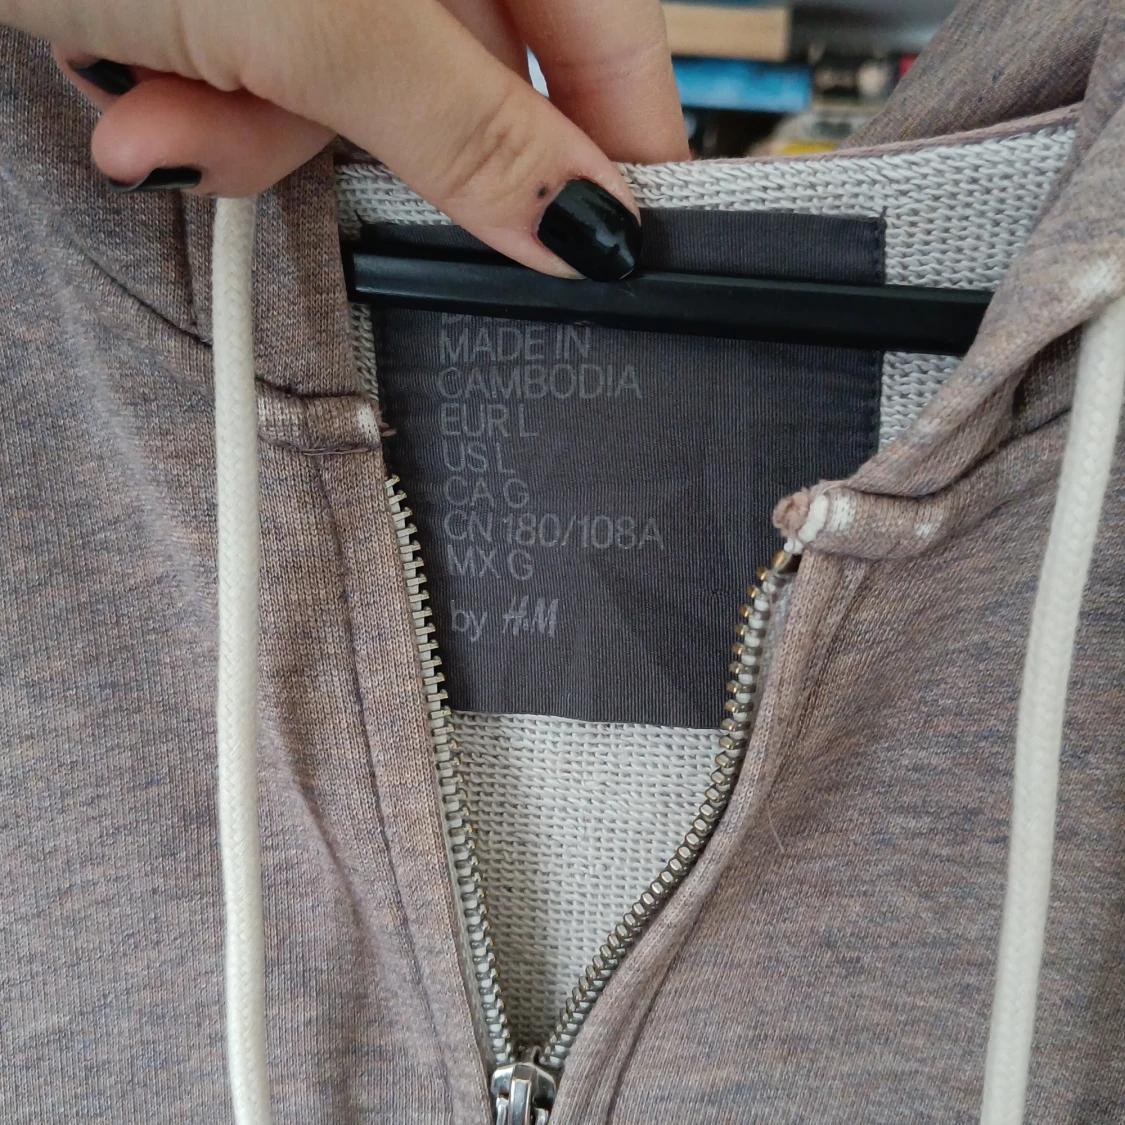 MADE IN
CAMBODIA
EUR L
US L
CA G
CN 180/108A
MX G
by H&M